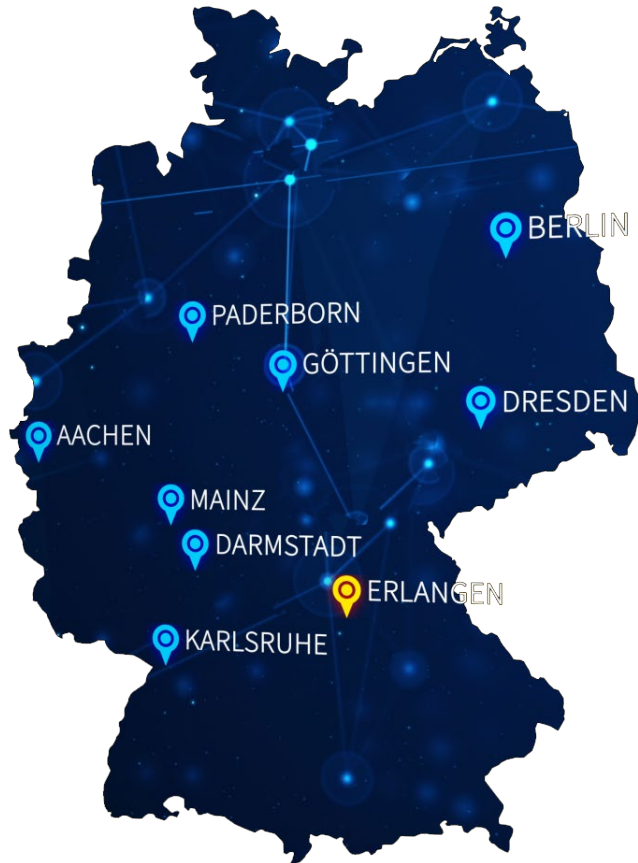 BERLIN
PADERBORN
GÖTTINGEN
DRESDEN
AACHEN
MAINZ
DARMSTADT
ERLANGEN
KARLSRUHE